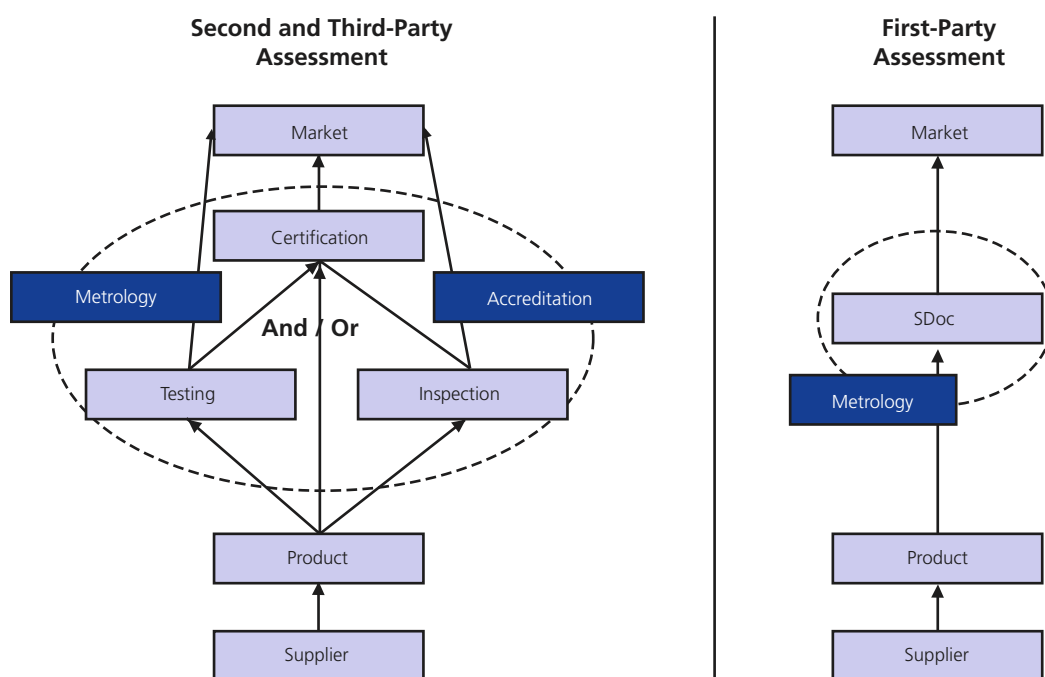 Second and Third-Party
Assessment
Market
Certification
Metrology
Accreditation
And / Or
Testing
Inspection
Product
Supplier
First-Party
Assessment
Market
SDoc
Metrology
Product
Supplier